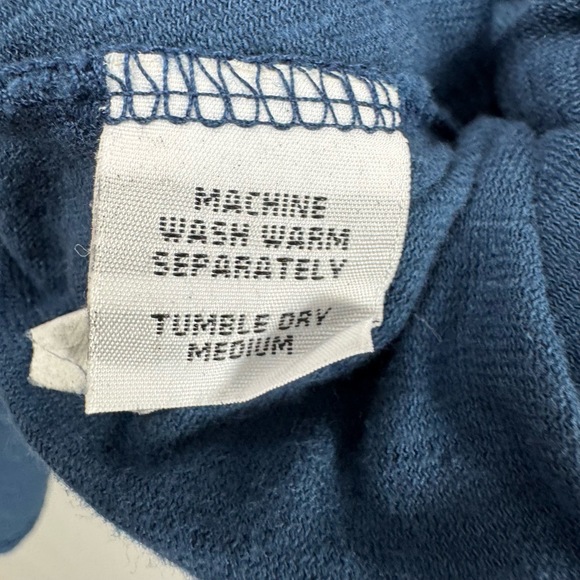 MACHINE
WASH WARM
SEPARATELY
TUMBLE DRY
MEDIUM